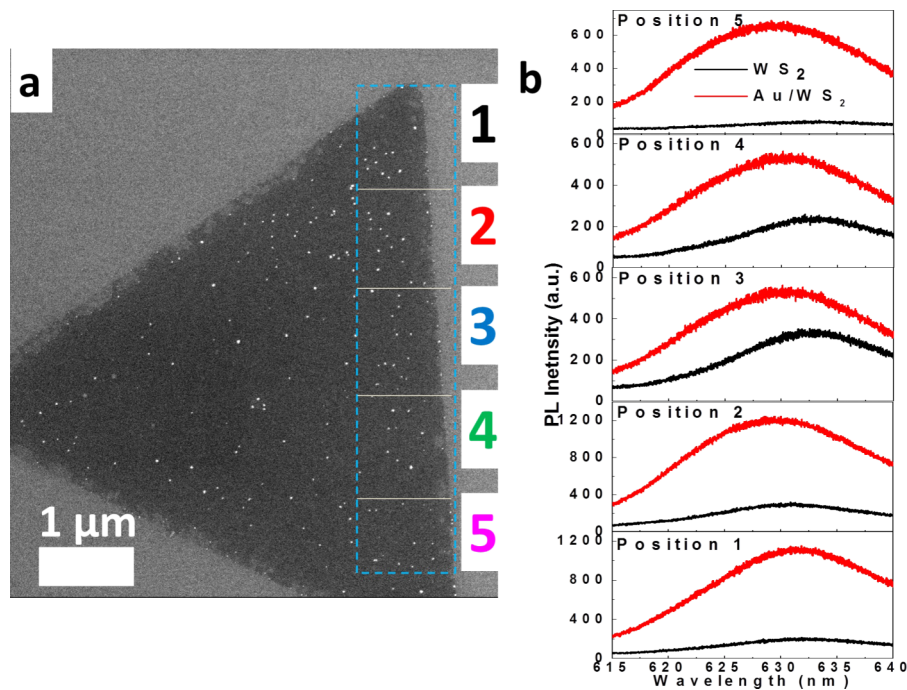 a
1
2
3
4
5
1 μm
b
Position 5
600
400
200
0
WS2
Au/WS2
Position 4
600
400
200
0
Position 3
600
400
200
0
Position 2
1200
800
400
0
Position 1
1200
800
400
0
615 620 625 630 635 640
Wavelength (nm)
PL Inetnsity (a.u.)